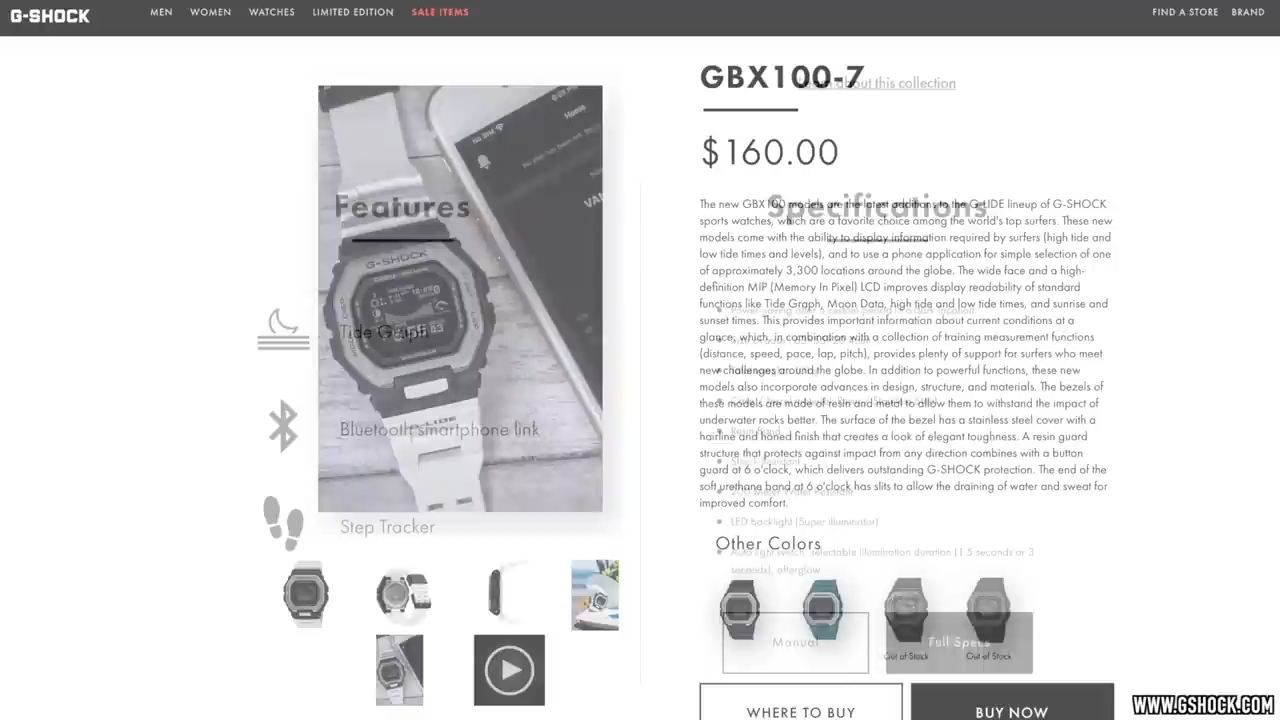 G-SHOCK
MEN WOMEN WATCHES LIMITED EDITION SALE ITEMS FIND A STORE BRAND
GBX100-7
Learn about this collection
$160.00
Features
Specifications
The new GBX100 models are the latest additions to the G-LIDE lineup of G-SHOCK
sports watches, which are a favorite choice among the world's top surfers. These new
models come with the ability to display information required by surfers (high tide and
low tide times and levels), and to use a phone application for simple selection of one
of approximately 3,300 locations around the globe. The wide face and a high-
definition MIP (Memory In Pixel) LCD improves display readability of standard
functions like Tide Graph, Moon Data, high tide and low tide times, and sunrise and
sunset times. This provides important information about current conditions at a
glance, which, in combination with a collection of training measurement functions
(distance, speed, pace, lap, pitch), provides plenty of support for surfers who meet
new challenges around the globe. In addition to powerful functions, these new
models also incorporate advances in design, structure, and materials. The bezels of
these models are made of resin and metal to allow them to withstand the impact of
underwater rocks better. The surface of the bezel has a stainless steel cover with a
hairline and honed finish that creates a look of elegant toughness. A resin guard
structure that protects against impact from any direction combines with a button
guard at 6 o'clock, which delivers outstanding G-SHOCK protection. The end of the
soft urethane band at 6 o'clock has slits to allow the draining of water and sweat for
improved comfort.
Tide Graph
Bluetooth smartphone link
Step Tracker
Resin Band
Shock Resistant
200 Meter Water Resistant
LED backlight (Super illuminator)
Other Colors
Auto light switch, selectable illumination duration (1.5 seconds or 3
seconds), afterglow
Manual
Full Specs
Out of Stock Out of Stock
WHERE TO BUY
BUY NOW
G-SHOCK
WWW.GSHOCK.COM